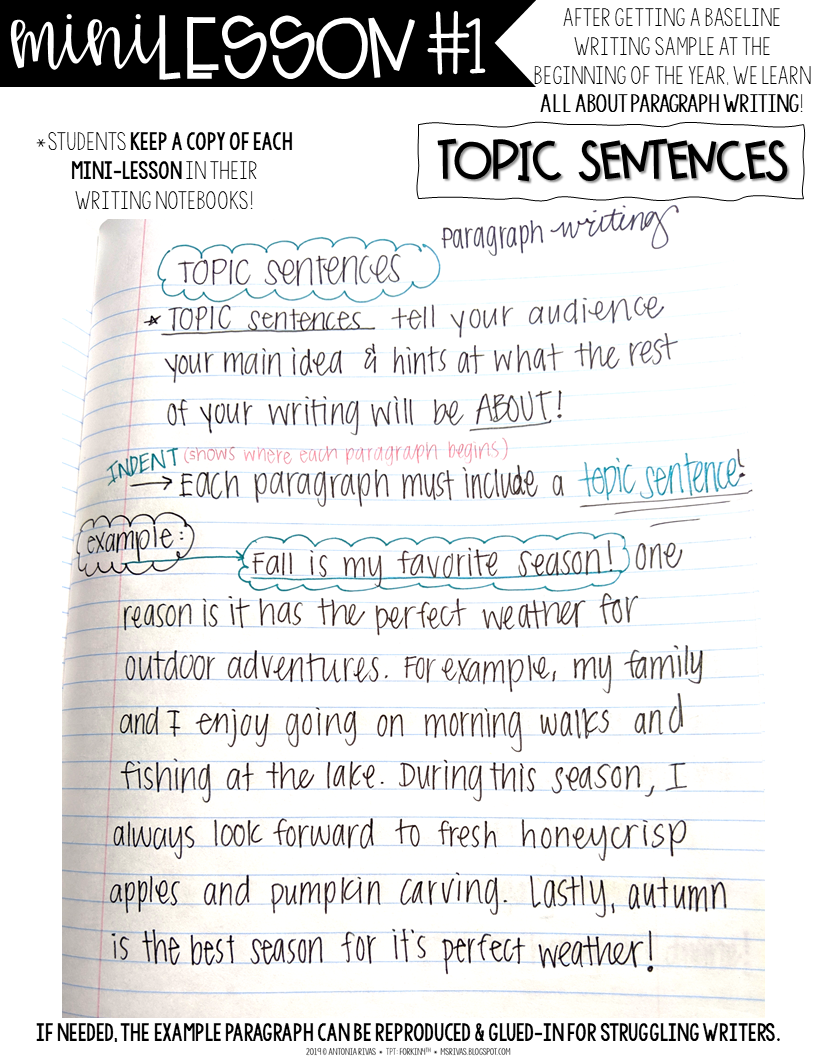 mini LESSON #1
AFTER GETTING A BASELINE
WRITING SAMPLE AT THE
BEGINNING OF THE YEAR, WE LEARN
ALL ABOUT PARAGRAPH WRITING!
*STUDENTS KEEP A COPY OF EACH
MINI-LESSON IN THEIR
WRITING NOTEBOOKS!
TOPIC SENTENCES
Paragraph writing
TOPIC sentences
* TOPIC sentences tell your audience
your main idea & hints at what the rest
of your writing will be ABOUT!
INDENT (shows where each paragraph begins)
→ Each paragraph must include a topic sentence!
example:
Fall is my favorite season! One
reason is it has the perfect weather for
outdoor adventures. For example, my family
and I enjoy going on morning walks and
fishing at the lake. During this season, I
always look forward to fresh honeycrisp
apples and pumpkin carving. Lastly, autumn
is the best season for it's perfect weather!
IF NEEDED, THE EXAMPLE PARAGRAPH CAN BE REPRODUCED & GLUED-IN FOR STRUGGLING WRITERS.
2019 © ANTONIA RIVAS • TPT: FORKIN4TH • MSRIVAS.BLOGSPOT.COM